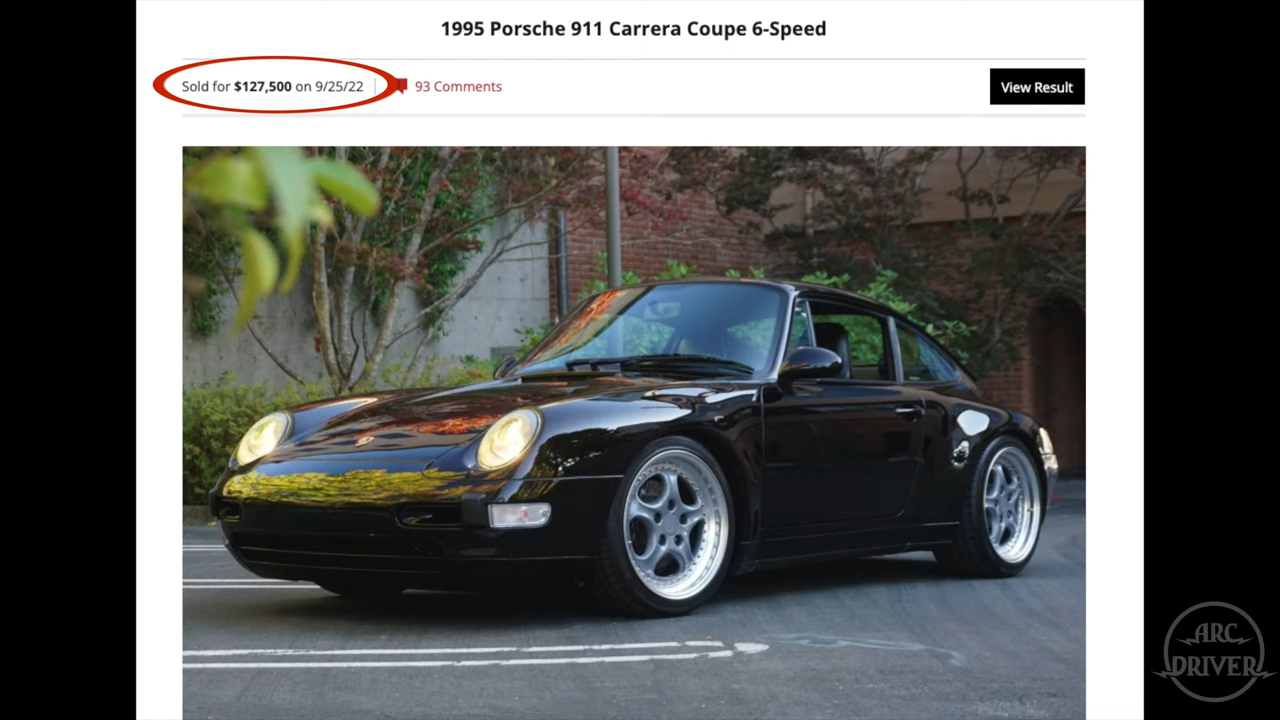 1995 Porsche 911 Carrera Coupe 6-Speed
Sold for $127,500 on 9/25/22
93 Comments
View Result
ARC
DRIVER